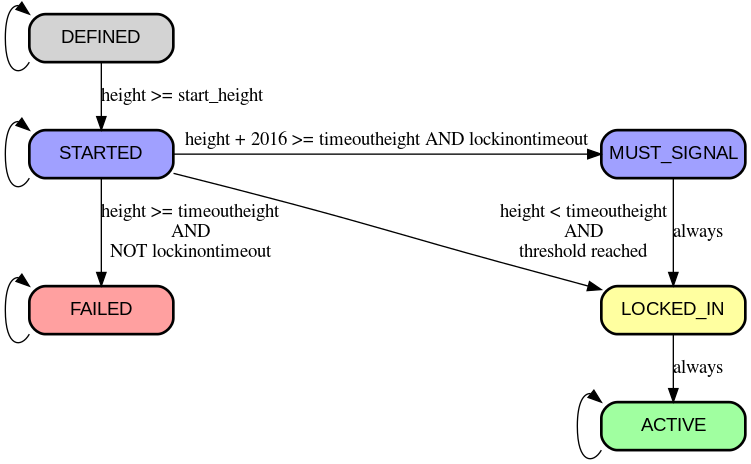 DEFINED
height >= start_height
STARTED
height + 2016 >= timeoutheight AND lockinontimeout
MUST_SIGNAL
height >= timeoutheight
AND
NOT lockinontimeout
height < timeoutheight
AND
threshold reached
always
FAILED
LOCKED_IN
always
ACTIVE